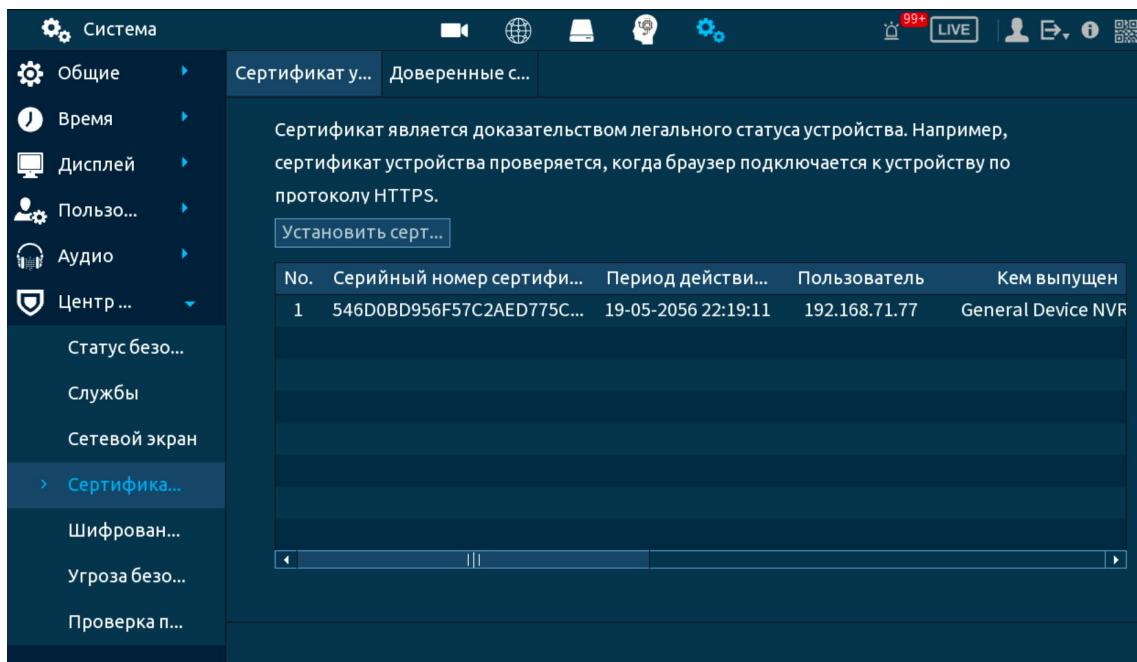 Система
99+
LIVE
Общие
Время
Дисплей
Пользо...
Аудио
Центр ...
Статус безо...
Службы
Сетевой экран
Сертифика...
Шифрован...
Угроза безо...
Проверка п...
Сертификат у... Доверенные с...
Сертификат является доказательством легального статуса устройства. Например,
сертификат устройства проверяется, когда браузер подключается к устройству по
протоколу HTTPS.
Установить серт...
No. Серийный номер сертифи... Период действи... Пользователь Кем выпущен
1 546D0BD956F57C2AED775C... 19-05-2056 22:19:11 192.168.71.77 General Device NVR